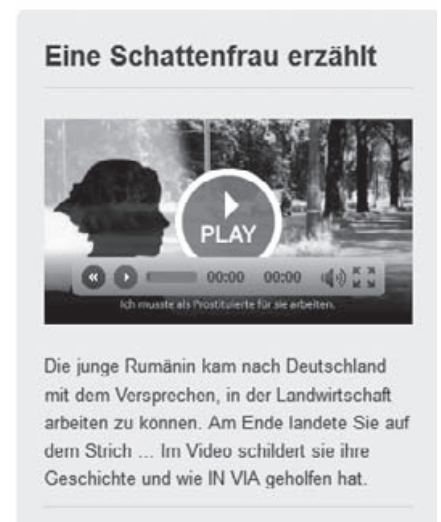 Eine Schattenfrau erzählt
PLAY
00:00 00:00
Ich musste als Prostituierte für sie arbeiten.
Die junge Rumänin kam nach Deutschland
mit dem Versprechen, in der Landwirtschaft
arbeiten zu können. Am Ende landete Sie auf
dem Strich ... Im Video schildert sie ihre
Geschichte und wie IN VIA geholfen hat.